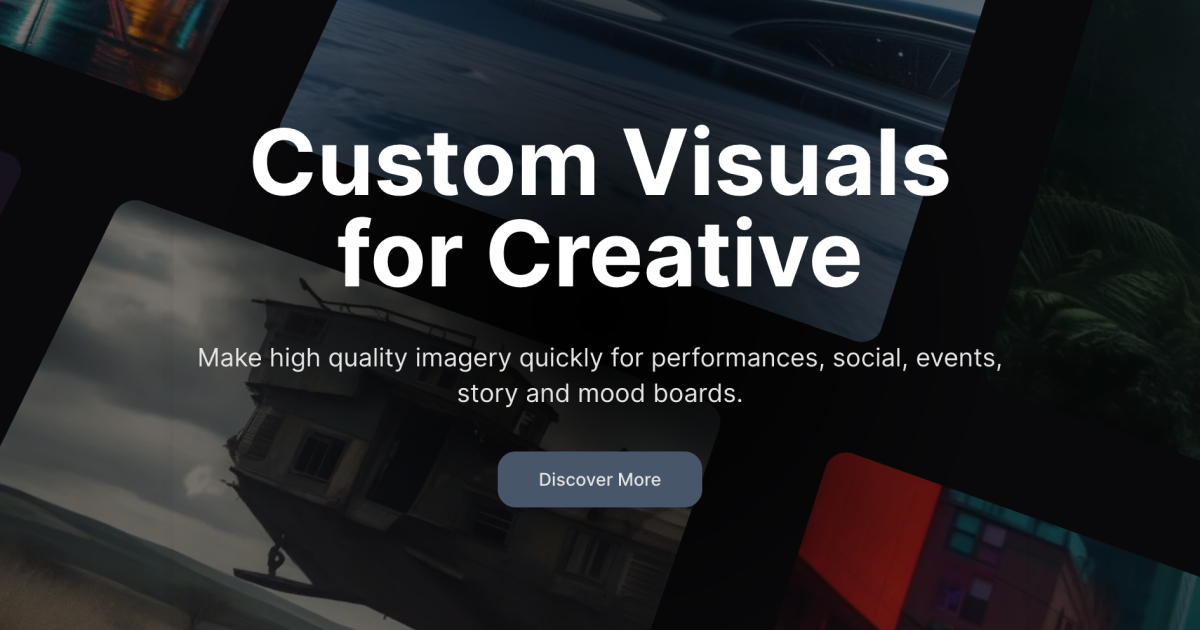 Custom Visuals
for Creative
Make high quality imagery quickly for performances, social, events,
story and mood boards.
Discover More